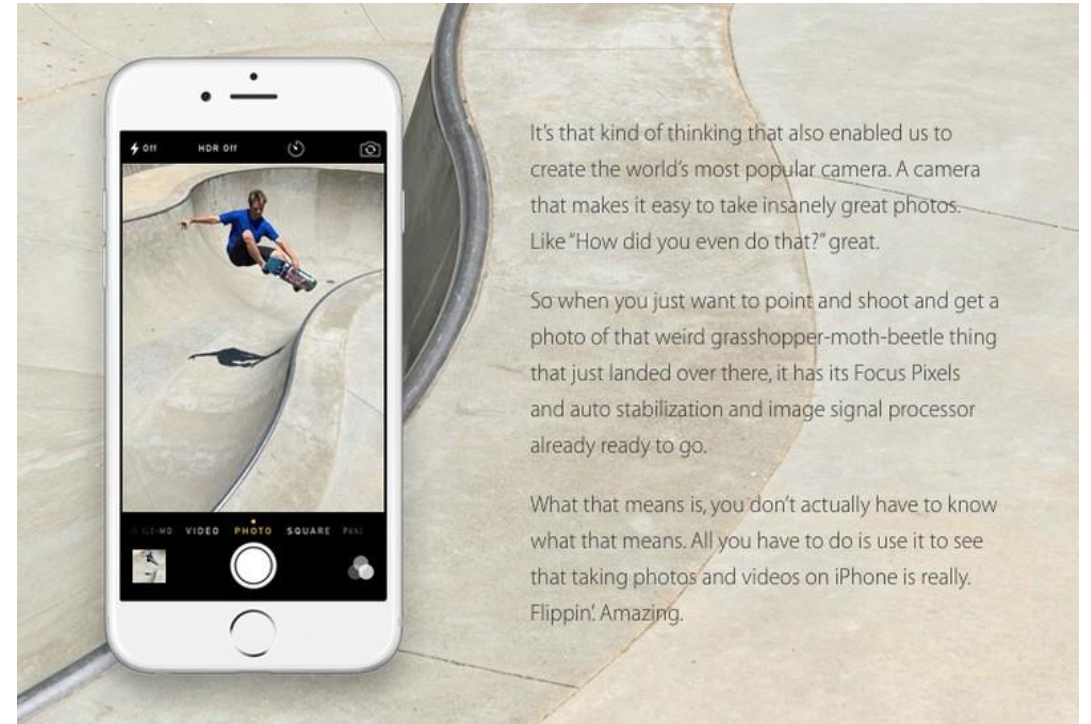 ⚡ Off HDR Off
SLO-MO VIDEO PHOTO SQUARE PANO
It's that kind of thinking that also enabled us to
create the world's most popular camera. A camera
that makes it easy to take insanely great photos.
Like “How did you even do that?” great.
So when you just want to point and shoot and get a
photo of that weird grasshopper-moth-beetle thing
that just landed over there, it has its Focus Pixels
and auto stabilization and image signal processor
already ready to go.
What that means is, you don't actually have to know
what that means. All you have to do is use it to see
that taking photos and videos on iPhone is really.
Flippin'. Amazing.